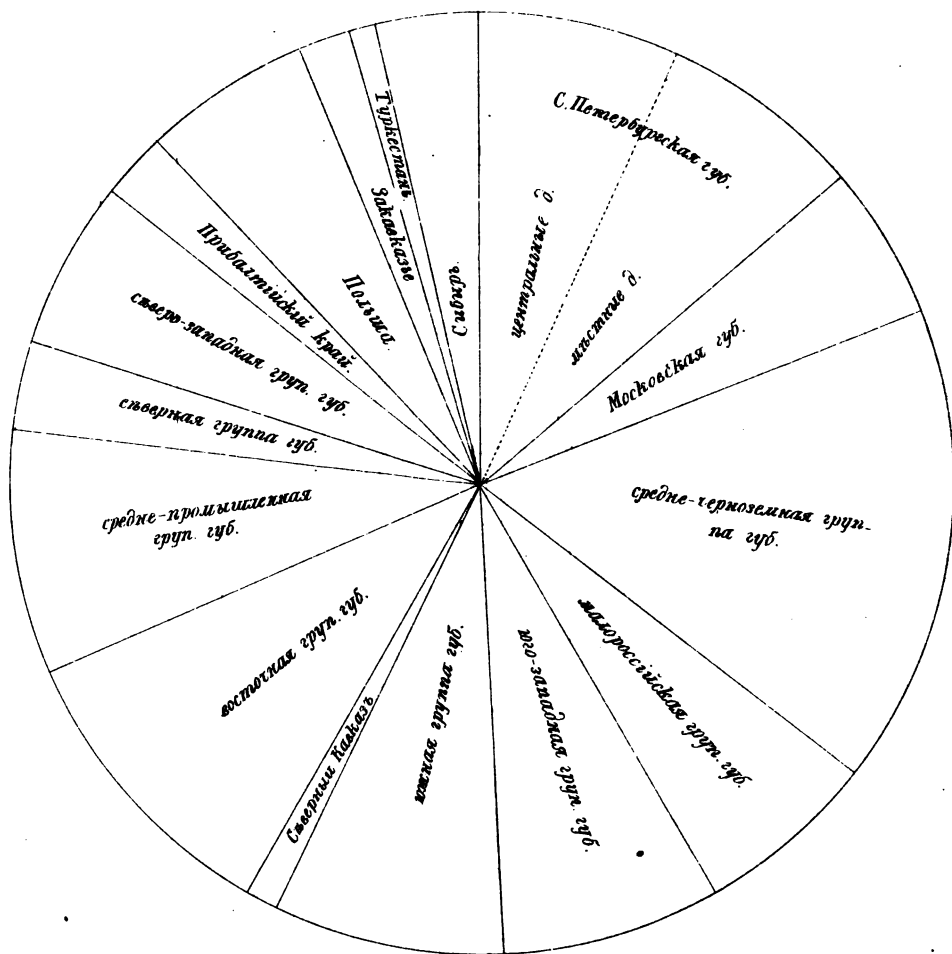 С. Петербургская губ.
центральные д.
мѣстные д.
Московская губ.
средне-черноземная груп-
па губ.
малороссійская груп. губ.
юго-западная груп. губ.
южная группа губ.
Сѣверный Кавказъ
восточная груп. губ.
средне-промышленная
груп. губ.
сѣверная группа губ.
сѣверо-западная груп. губ.
Прибалтійскій край.
Польша.
Закавказье
Туркестанъ.
Сибирь.